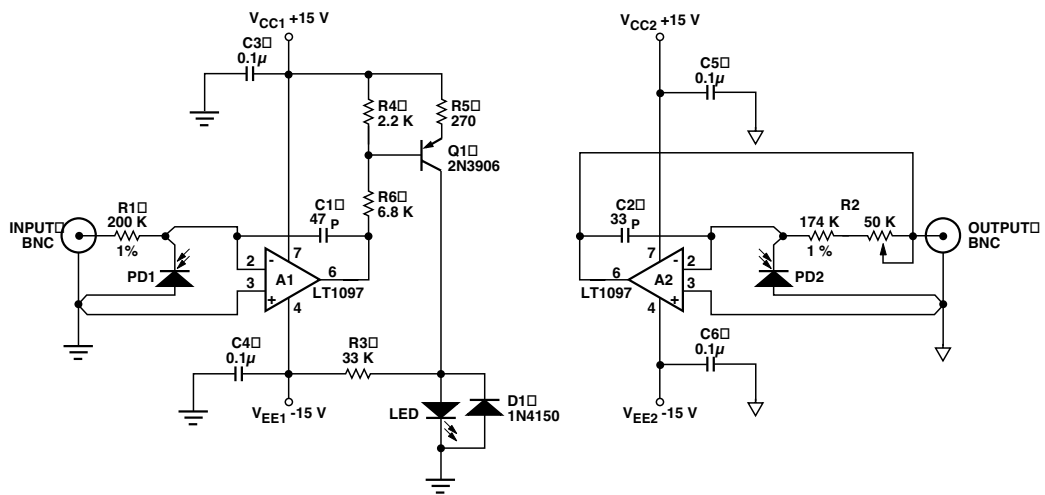 VCC1 +15 V
C3□
0.1µ
R4□
2.2 K
R5□
270
Q1□
2N3906
R6□
6.8 K
C1□
47 P
R1□
200 K
1%
INPUT□
BNC
PD1
2
3
-
+
A1
7
4
6
LT1097
C4□
0.1µ
R3□
33 K
VEE1 -15 V
LED
D1□
1N4150
VCC2 +15 V
C5□
0.1µ
C2□
33 P
R2
174 K
50 K
1 %
OUTPUT□
BNC
PD2
7
6
-
2
A2
3
+
4
LT1097
C6□
0.1µ
VEE2 -15 V